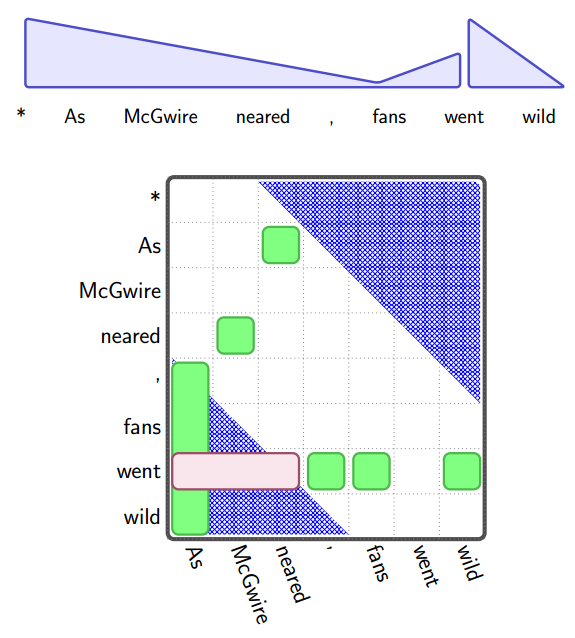 * As McGwire neared , fans went wild
*
As
McGwire
neared
,
fans
went
wild
As McGwire neared , fans went wild